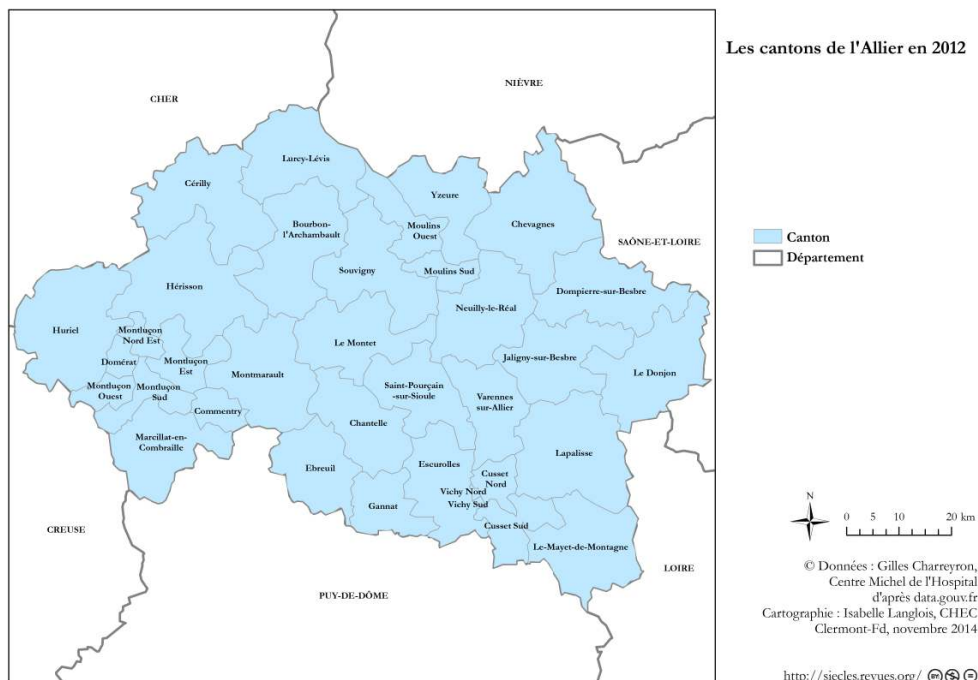 Les cantons de l'Allier en 2012
NIÈVRE
CHER
Lurcy-Lévis
Cérilly
Yzeure
Bourbon-
l'Archambault
Moulins
Ouest
Chevagnes
SAÔNE-ET-LOIRE
Canton
Département
Souvigny
Moulins Sud
Hérisson
Dompierre-sur-Besbre
Neuilly-le-Réal
Huriel
Montluçon
Nord Est
Le Montet
Domérat
Montluçon
Est
Jaligny-sur-Besbre
Montmarault
Le Donjon
Montluçon
Ouest
Montluçon
Sud
Saint-Pourçain
-sur-Sioule
Varennes
sur-Allier
Commentry
Chantelle
Marcillat-en-
Combraille
Lapalisse
Ebreuil
Escurolles
Cusset
Nord
Vichy Nord
Vichy Sud
Gannat
Cusset Sud
Le-Mayet-de-Montagne
CREUSE
LOIRE
PUY-DE-DÔME
N
0 5 10 20 km
© Données : Gilles Charreyron,
Centre Michel de l'Hospital
d'après data.gouv.fr
Cartographie : Isabelle Langlois, CHEC
Clermont-Fd, novembre 2014
http://siecles.revues.org/